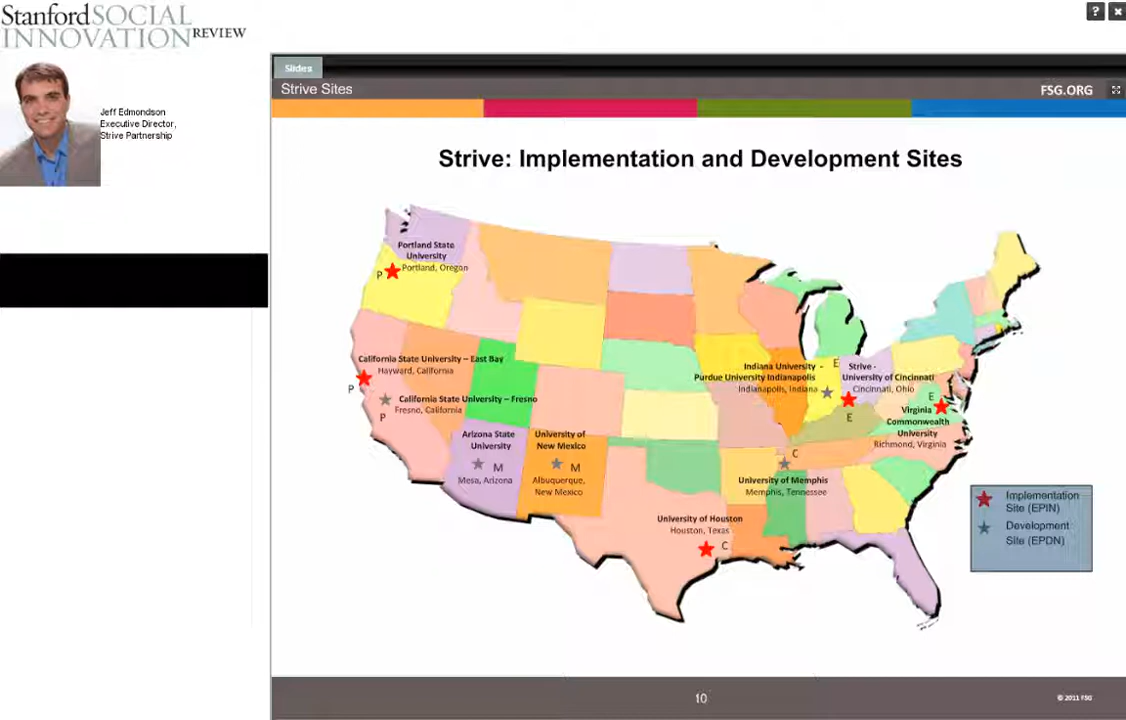 Stanford SOCIAL
INNOVATION REVIEW
? ×
Jeff Edmondson
Executive Director,
Strive Partnership
Slides
Strive Sites
FSG.ORG
Strive: Implementation and Development Sites
Portland State
University
P Portland, Oregon
California State University – East Bay
Hayward, California
P
California State University – Fresno
Fresno, California
P
Arizona State
University
M
Mesa, Arizona
University of
New Mexico
M
Albuquerque,
New Mexico
University of Houston
Houston, Texas
C
C
University of Memphis
Memphis, Tennessee
Indiana University -
Purdue University Indianapolis
Indianapolis, Indiana
E
Strive -
University of Cincinnati
Cincinnati, Ohio
E
E
Virginia
Commonwealth
University
Richmond, Virginia
Implementation
Site (EPIN)
Development
Site (EPDN)
10
© 2011 FSG